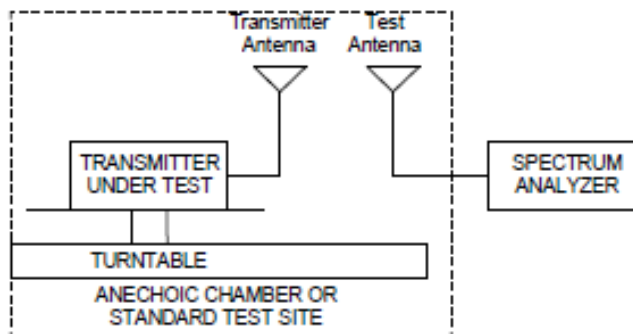 Transmitter
Antenna
Test
Antenna
TRANSMITTER
UNDER TEST
SPECTRUM
ANALYZER
TURNTABLE
ANECHOIC CHAMBER OR
STANDARD TEST SITE